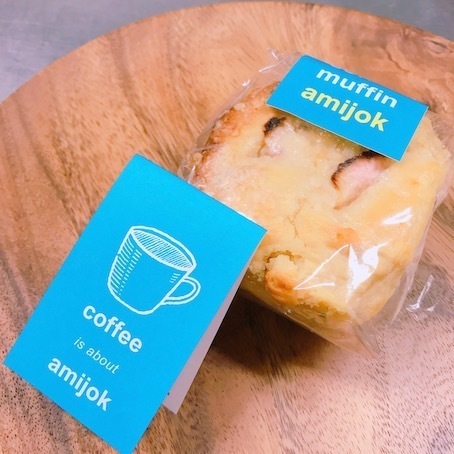 muffin
amijok
coffee
is about
amijok